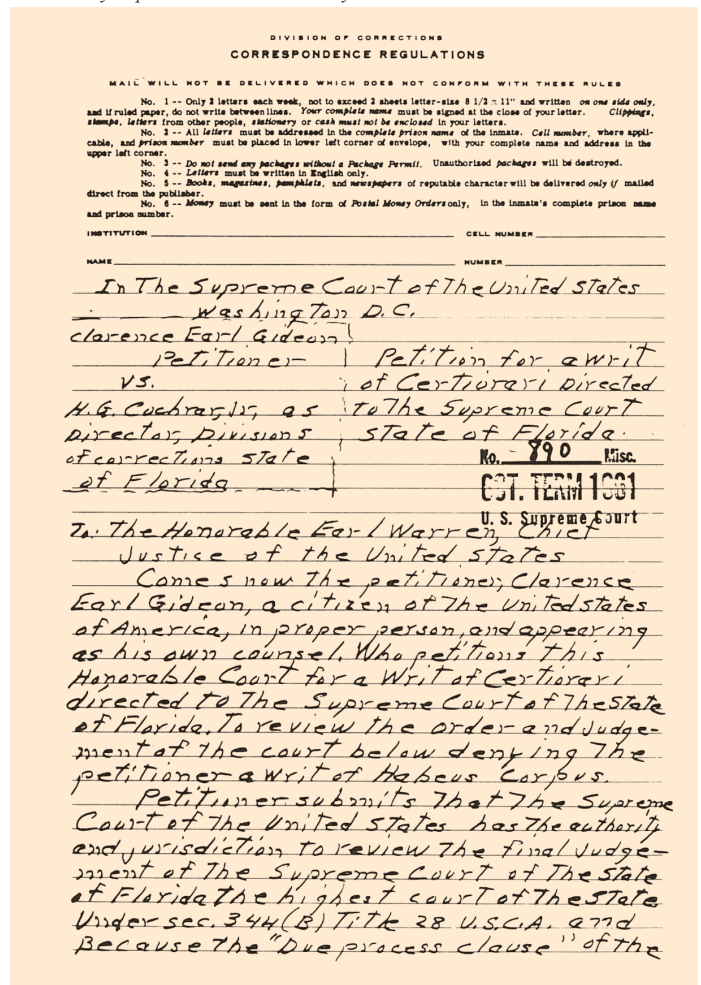 DIVISION OF CORRECTIONS
CORRESPONDENCE REGULATIONS
MAIL WILL NOT BE DELIVERED WHICH DOES NOT CONFORM WITH THESE RULES
No. 1 -- Only 2 letters each week, not to exceed 2 sheets letter-size 8 1/2 x 11" and written on one side only,
and if ruled paper, do not write between lines. Your complete name must be signed at the close of your letter. Clippings,
stamps, letters from other people, stationery or cash must not be enclosed in your letters.
No. 2 -- All letters must be addressed in the complete prison name of the inmate. Cell number, where appli-
cable, and prison number must be placed in lower left corner of envelope, with your complete name and address in the
upper left corner.
No. 3 -- Do not send any packages without a Package Permit. Unauthorized packages will be destroyed.
No. 4 -- Letters must be written in English only.
No. 5 -- Books, magazines, pamphlets, and newspapers of reputable character will be delivered only if mailed
direct from the publisher.
No. 6 -- Money must be sent in the form of Postal Money Orders only, in the inmate's complete prison name
and prison number.
INSTITUTION CELL NUMBER
NAME NUMBER
In The Supreme Court of The United States
Washington D.C.
clarence Earl Gideon
Petitioner Petition for a writ
vs. of Certiorari Directed
H.G. Cochran, Jr, as to The Supreme Court
Director, Divisions State of Florida.
of corrections state No. 890 Misc.
of Florida OCT. TERM 1961
U. S. Supreme Court
To: The Honorable Earl Warren, Chief
Justice of the United States
Comes now the petitioner, Clarence
Earl Gideon, a citizen of The United states
of America, in proper person, and appearing
as his own counsel. Who petitions this
Honorable Court for a Writ of Certiorari
directed to The Supreme Court of The State
of Florida. To review the order and Judge-
ment of the court below denying The
petitioner a writ of Habeus Corpus.
Petitioner submits That The Supreme
Court of The United States has The authority
and jurisdiction to review the final Judge-
ment of The Supreme Court of The State
of Florida the highest court of The State
Under sec. 344(B) Title 28 U.S.C.A. and
Because the "Due process clause" of the